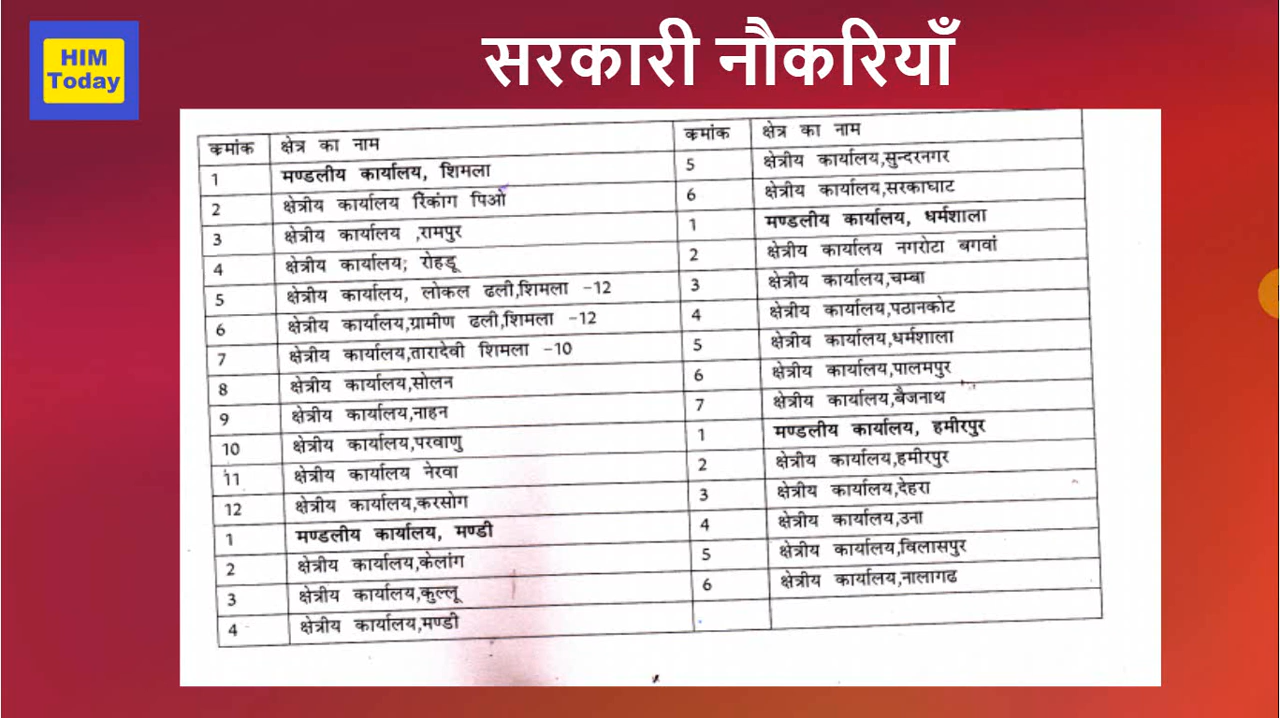 HIM
Today
सरकारी नौकरियाँ
क्रमांक क्षेत्र का नाम
1 मण्डलीय कार्यालय, शिमला
2 क्षेत्रीय कार्यालय रिकांग पिओ
3 क्षेत्रीय कार्यालय ,रामपुर
4 क्षेत्रीय कार्यालय; रोहडू
5 क्षेत्रीय कार्यालय, लोकल ढली,शिमला -12
6 क्षेत्रीय कार्यालय,ग्रामीण ढली,शिमला -12
7 क्षेत्रीय कार्यालय,तारादेवी शिमला -10
8 क्षेत्रीय कार्यालय,सोलन
9 क्षेत्रीय कार्यालय,नाहन
10 क्षेत्रीय कार्यालय,परवाणु
11 क्षेत्रीय कार्यालय नेरवा
12 क्षेत्रीय कार्यालय,करसोग
1 मण्डलीय कार्यालय, मण्डी
2 क्षेत्रीय कार्यालय,केलांग
3 क्षेत्रीय कार्यालय,कुल्लू
4 क्षेत्रीय कार्यालय,मण्डी
क्रमांक क्षेत्र का नाम
5 क्षेत्रीय कार्यालय,सुन्दरनगर
6 क्षेत्रीय कार्यालय,सरकाघाट
1 मण्डलीय कार्यालय, धर्मशाला
2 क्षेत्रीय कार्यालय नगरोटा बगवां
3 क्षेत्रीय कार्यालय,चम्बा
4 क्षेत्रीय कार्यालय,पठानकोट
5 क्षेत्रीय कार्यालय,धर्मशाला
6 क्षेत्रीय कार्यालय,पालमपुर
7 क्षेत्रीय कार्यालय,बैजनाथ
1 मण्डलीय कार्यालय, हमीरपुर
2 क्षेत्रीय कार्यालय,हमीरपुर
3 क्षेत्रीय कार्यालय,देहरा
4 क्षेत्रीय कार्यालय,उना
5 क्षेत्रीय कार्यालय,विलासपुर
6 क्षेत्रीय कार्यालय,नालागढ